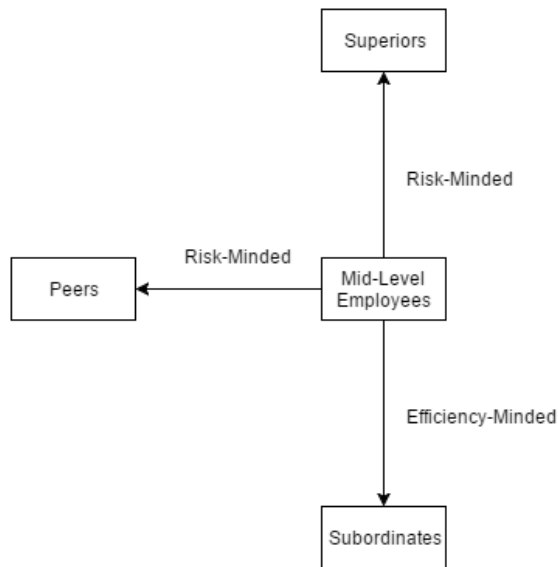 Superiors
Risk-Minded
Risk-Minded
Peers
Mid-Level
Employees
Efficiency-Minded
Subordinates